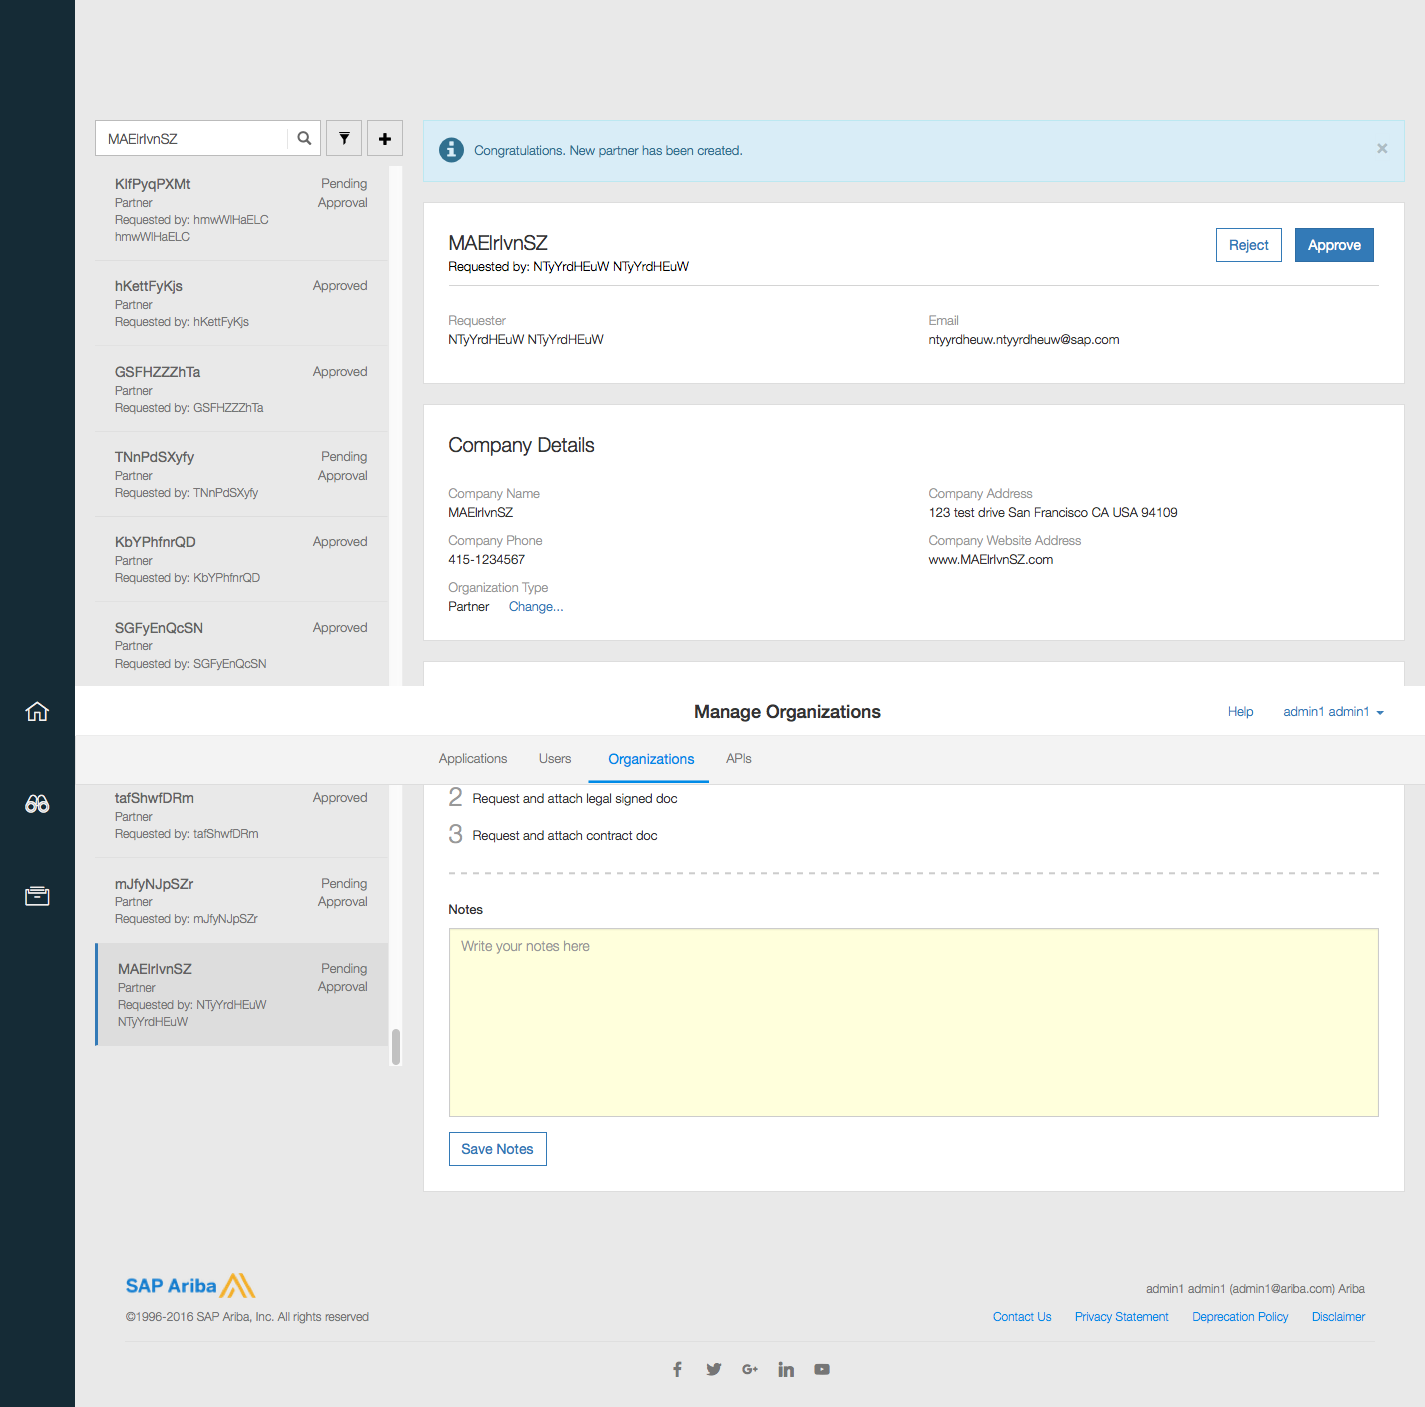 MAElrlvnSZ
KlfPyqPXMt Pending
Partner Approval
Requested by: hmwWlHaELC
hmwWlHaELC
hKettFyKjs Approved
Partner
Requested by: hKettFyKjs
GSFHZZZhTa Approved
Partner
Requested by: GSFHZZZhTa
TNnPdSXyfy Pending
Partner Approval
Requested by: TNnPdSXyfy
KbYPhfnrQD Approved
Partner
Requested by: KbYPhfnrQD
SGFyEnQcSN Approved
Partner
Requested by: SGFyEnQcSN
Congratulations. New partner has been created.
×
MAElrlvnSZ
Requested by: NTyYrdHEuW NTyYrdHEuW
Reject Approve
Requester Email
NTyYrdHEuW NTyYrdHEuW ntyyrdheuw.ntyyrdheuw@sap.com
Company Details
Company Name Company Address
MAElrlvnSZ 123 test drive San Francisco CA USA 94109
Company Phone Company Website Address
415-1234567 www.MAElrlvnSZ.com
Organization Type
Partner Change...
Manage Organizations Help admin1 admin1
Applications Users Organizations APIs
tafShwfDRm Approved
Partner
Requested by: tafShwfDRm
mJfyNJpSZr Pending
Partner Approval
Requested by: mJfyNJpSZr
MAElrlvnSZ Pending
Partner Approval
Requested by: NTyYrdHEuW
NTyYrdHEuW
2 Request and attach legal signed doc
3 Request and attach contract doc
Notes
Write your notes here
Save Notes
SAP Ariba
©1996-2016 SAP Ariba, Inc. All rights reserved
admin1 admin1 (admin1@ariba.com) Ariba
Contact Us Privacy Statement Deprecation Policy Disclaimer